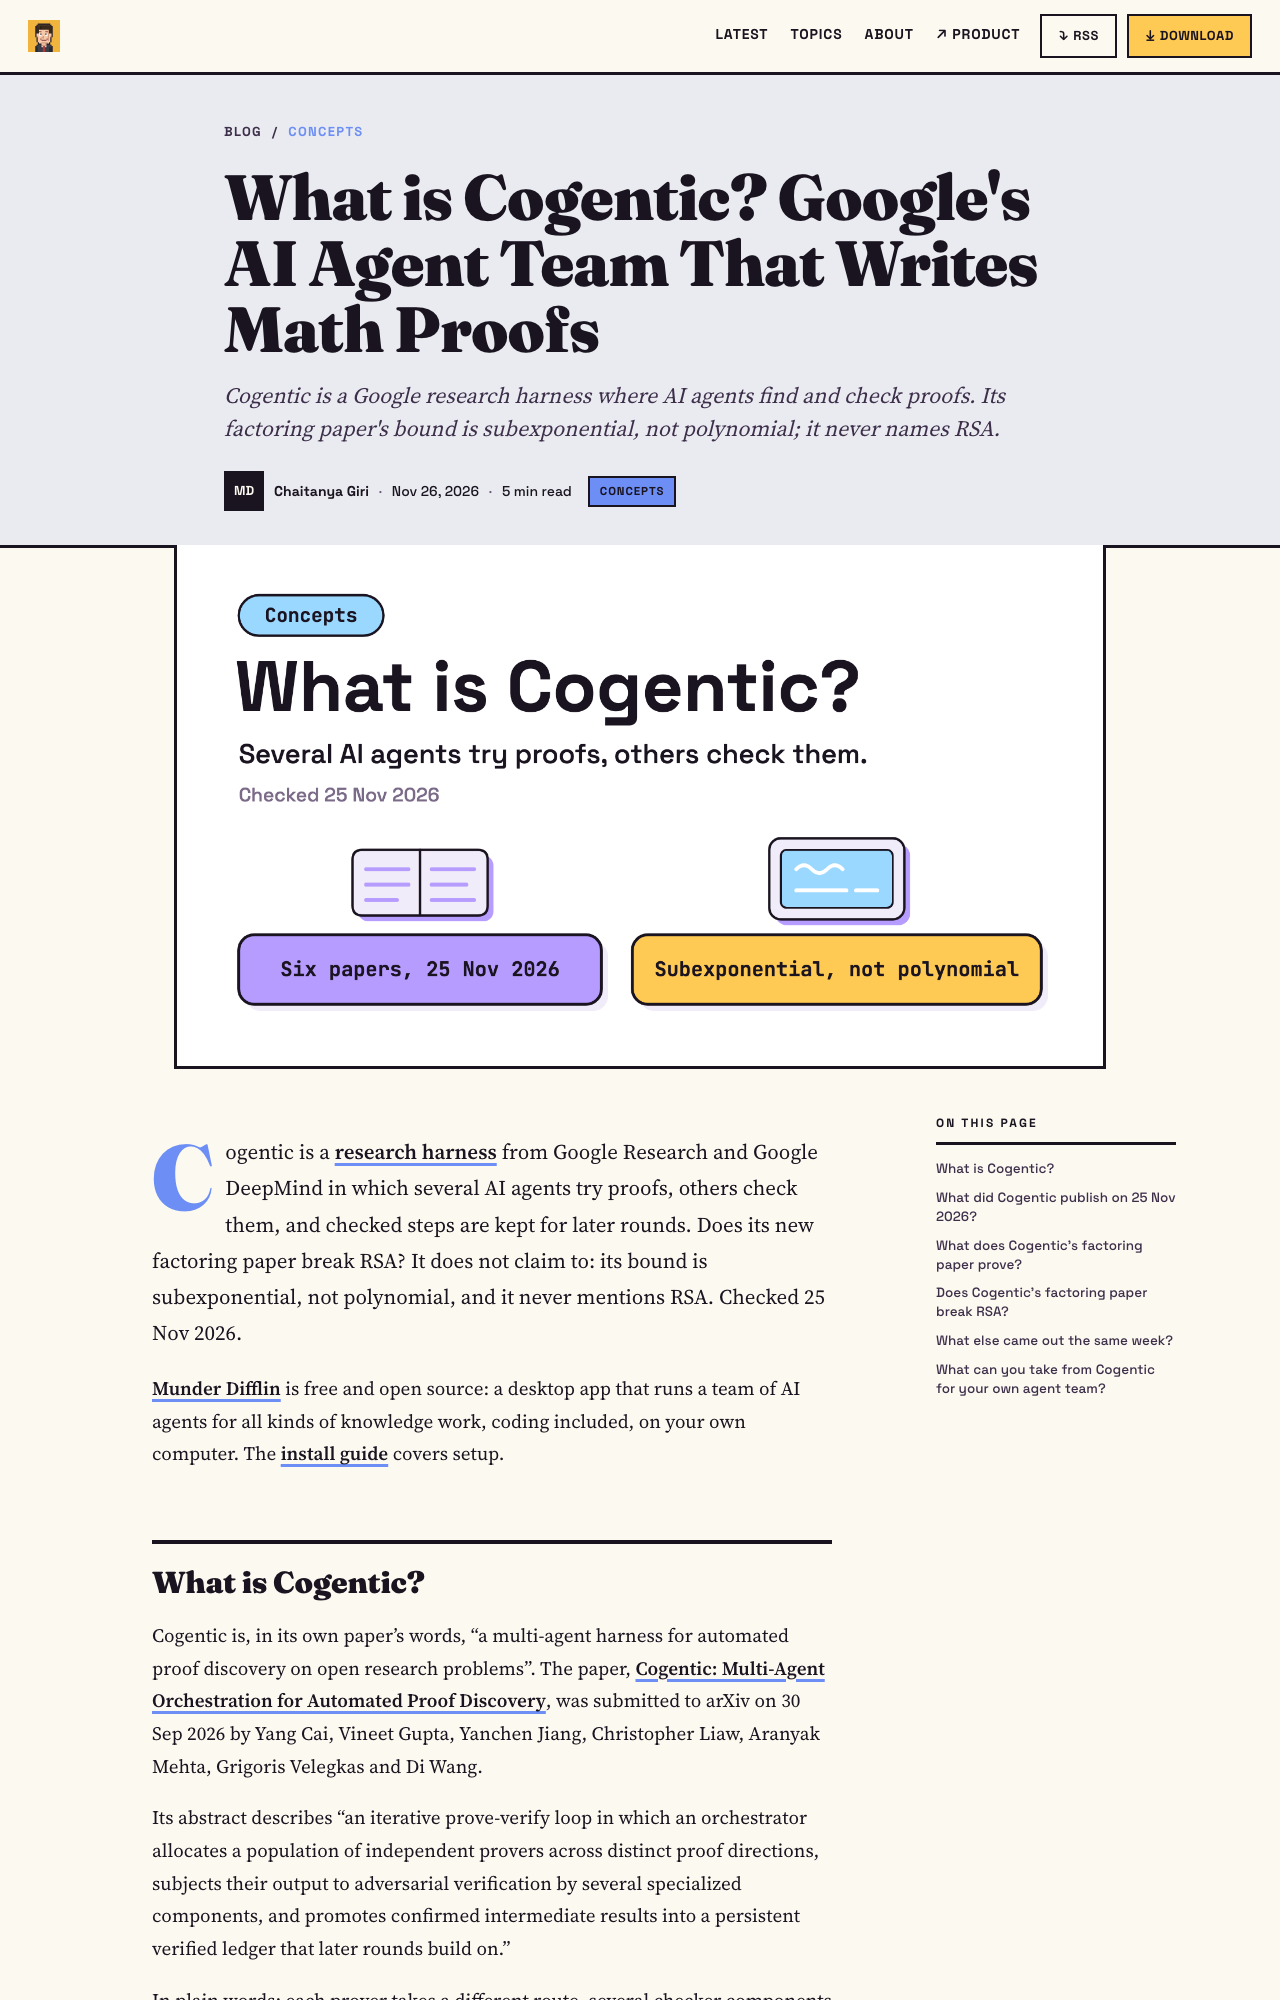 LATEST TOPICS ABOUT ↗ PRODUCT ⤵ RSS ⤓ DOWNLOAD
BLOG / CONCEPTS
What is Cogentic? Google's
AI Agent Team That Writes
Math Proofs
Cogentic is a Google research harness where AI agents find and check proofs. Its
factoring paper's bound is subexponential, not polynomial; it never names RSA.
MD Chaitanya Giri · Nov 26, 2026 · 5 min read CONCEPTS
Concepts
What is Cogentic?
Several AI agents try proofs, others check them.
Checked 25 Nov 2026
Six papers, 25 Nov 2026
Subexponential, not polynomial
Cogentic is a research harness from Google Research and Google
DeepMind in which several AI agents try proofs, others check
them, and checked steps are kept for later rounds. Does its new
factoring paper break RSA? It does not claim to: its bound is
subexponential, not polynomial, and it never mentions RSA. Checked 25
Nov 2026.
Munder Difflin is free and open source: a desktop app that runs a team of AI
agents for all kinds of knowledge work, coding included, on your own
computer. The install guide covers setup.
ON THIS PAGE
What is Cogentic?
What did Cogentic publish on 25 Nov
2026?
What does Cogentic’s factoring
paper prove?
Does Cogentic’s factoring paper
break RSA?
What else came out the same week?
What can you take from Cogentic
for your own agent team?
What is Cogentic?
Cogentic is, in its own paper’s words, “a multi-agent harness for automated
proof discovery on open research problems”. The paper, Cogentic: Multi-Agent
Orchestration for Automated Proof Discovery, was submitted to arXiv on 30
Sep 2026 by Yang Cai, Vineet Gupta, Yanchen Jiang, Christopher Liaw, Aranyak
Mehta, Grigoris Velegkas and Di Wang.
Its abstract describes “an iterative prove-verify loop in which an orchestrator
allocates a population of independent provers across distinct proof directions,
subjects their output to adversarial verification by several specialized
components, and promotes confirmed intermediate results into a persistent
verified ledger that later rounds build on.”
In plain words: each prover takes a different route, several checker components